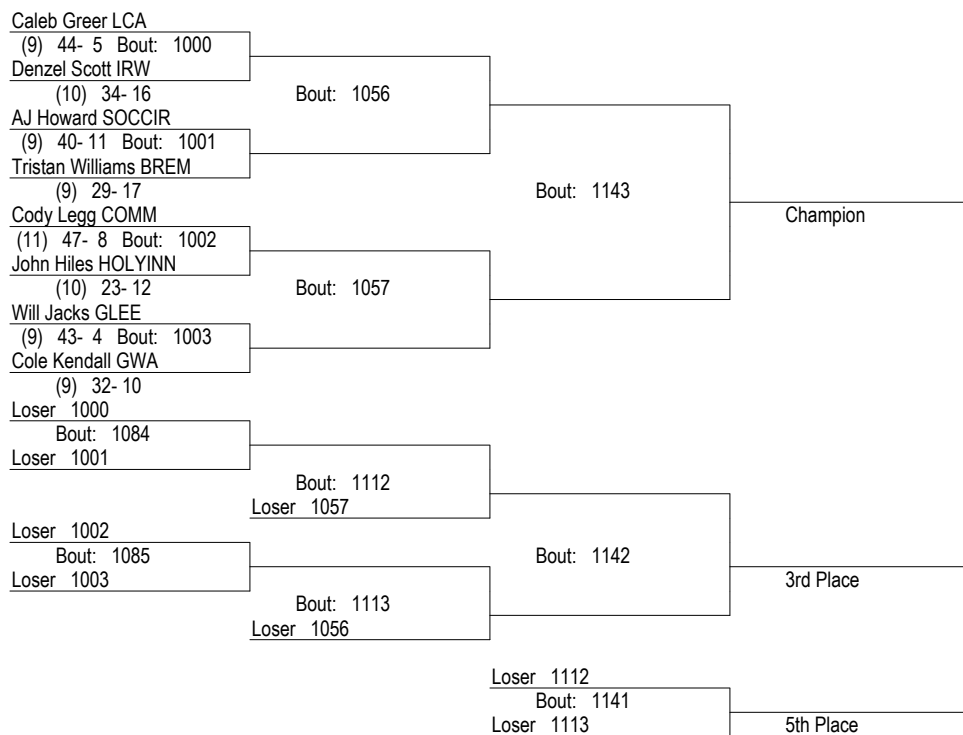 Caleb Greer LCA
(9) 44- 5 Bout: 1000
Denzel Scott IRW
(10) 34- 16
Bout: 1056
AJ Howard SOCCIR
(9) 40- 11 Bout: 1001
Tristan Williams BREM
(9) 29- 17
Bout: 1143
Cody Legg COMM
Champion
(11) 47- 8 Bout: 1002
John Hiles HOLYINN
(10) 23- 12
Bout: 1057
Will Jacks GLEE
(9) 43- 4 Bout: 1003
Cole Kendall GWA
(9) 32- 10
Loser 1000
Bout: 1084
Loser 1001
Bout: 1112
Loser 1057
Loser 1002
Bout: 1085
Bout: 1142
Loser 1003
3rd Place
Bout: 1113
Loser 1056
Loser 1112
Bout: 1141
Loser 1113
5th Place